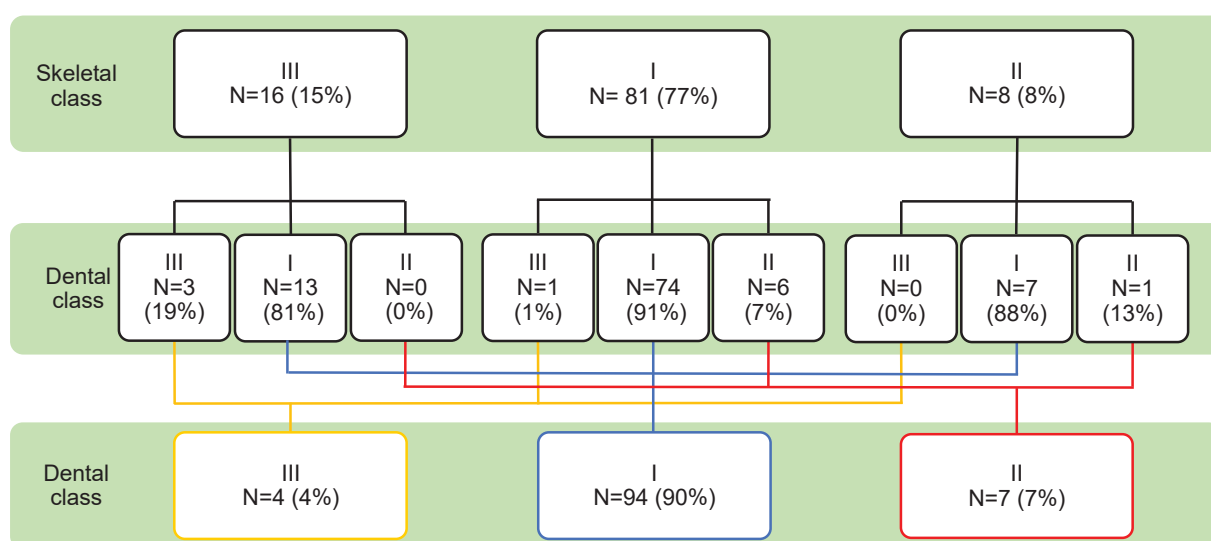 Skeletal
class
III
N=16 (15%)
I
N= 81 (77%)
II
N=8 (8%)
Dental
class
III
N=3
(19%)
I
N=13
(81%)
II
N=0
(0%)
III
N=1
(1%)
I
N=74
(91%)
II
N=6
(7%)
III
N=0
(0%)
I
N=7
(88%)
II
N=1
(13%)
Dental
class
III
N=4 (4%)
I
N=94 (90%)
II
N=7 (7%)